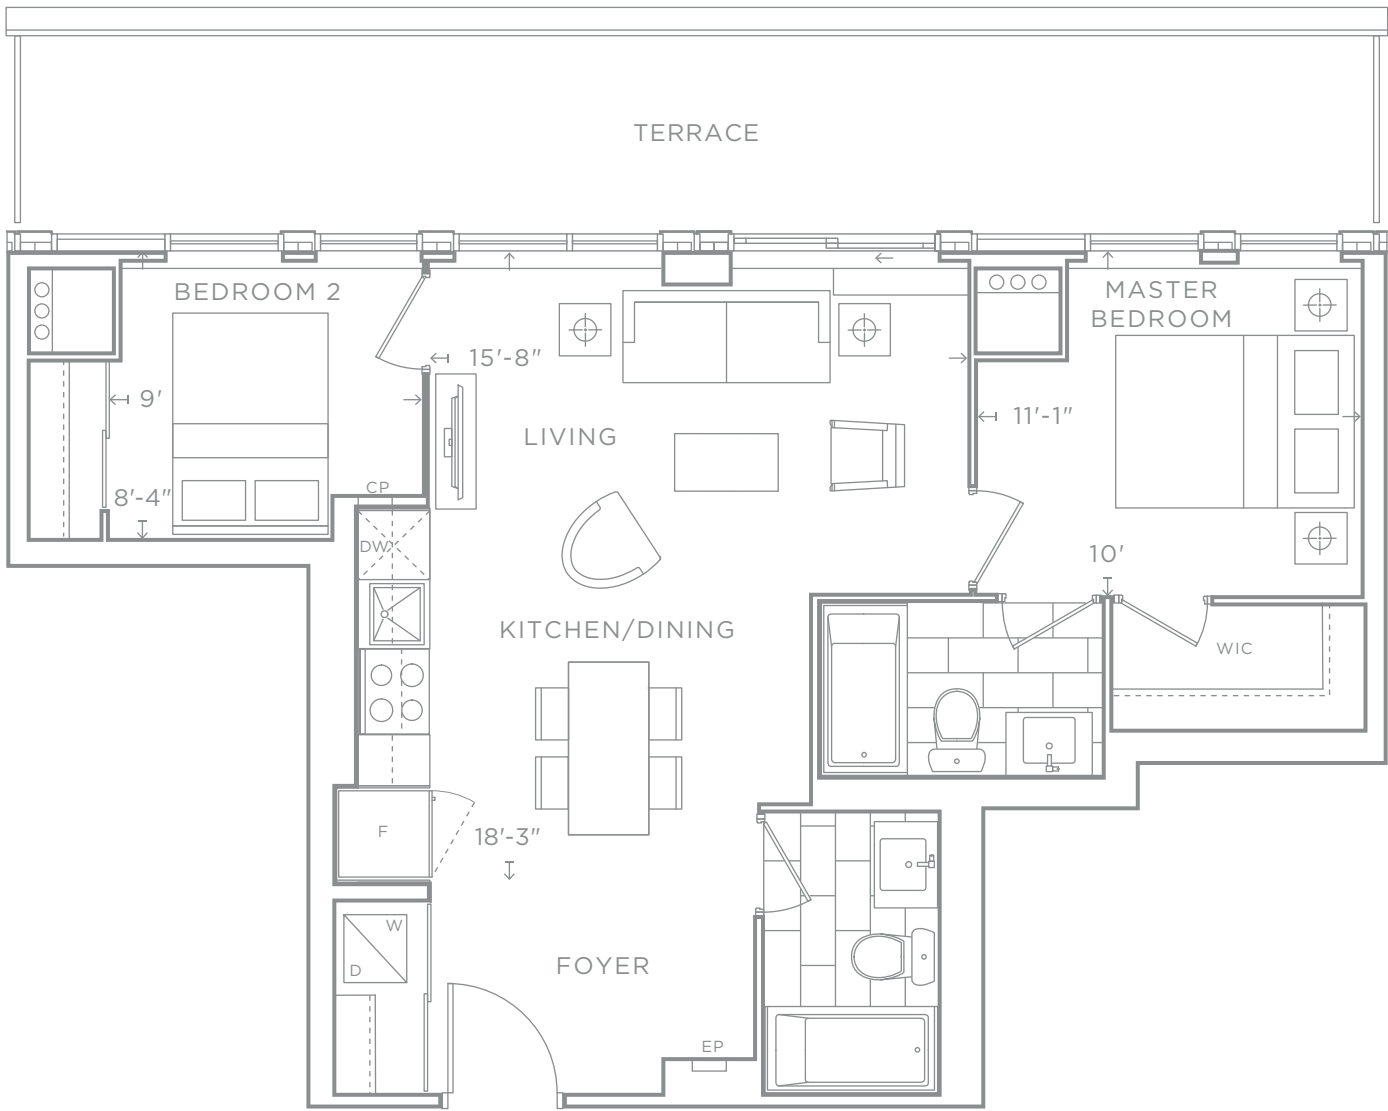 TERRACE
BEDROOM 2
MASTER
BEDROOM
15'-8"
9'
11'-1"
LIVING
CP
8'-4"
DW
10'
KITCHEN/DINING
WIC
F
18'-3"
W
D
FOYER
EP